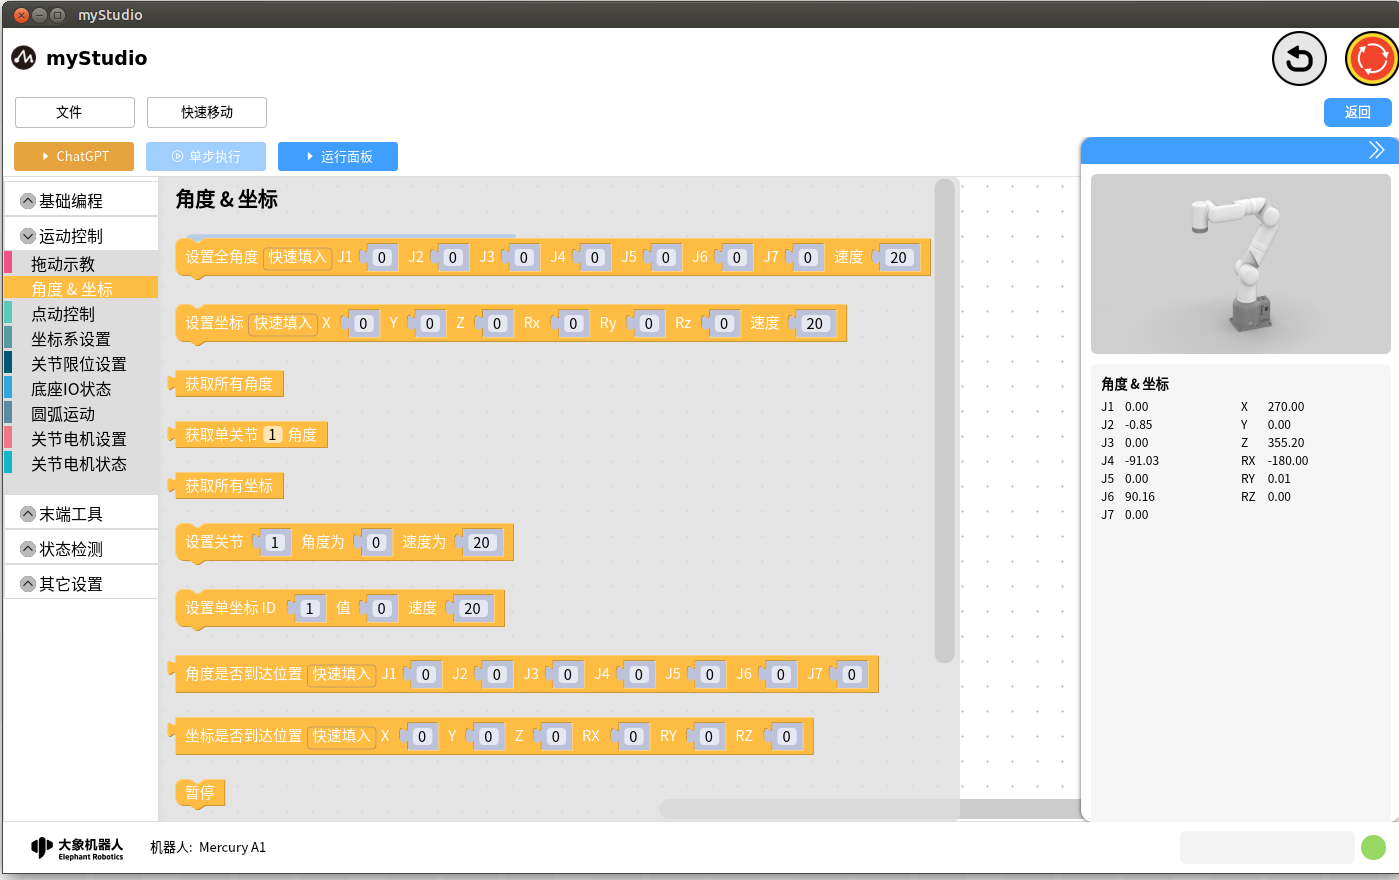 myStudio
myStudio
文件
快速移动
返回
ChatGPT
单步执行
运行面板
基础编程
运动控制
拖动示教
角度 & 坐标
点动控制
坐标系设置
关节限位设置
底座IO状态
圆弧运动
关节电机设置
关节电机状态
末端工具
状态检测
其它设置
角度 & 坐标
设置全角度 快速填入 J1 0 J2 0 J3 0 J4 0 J5 0 J6 0 J7 0 速度 20
设置坐标 快速填入 X 0 Y 0 Z 0 Rx 0 Ry 0 Rz 0 速度 20
获取所有角度
获取单关节 1 角度
获取所有坐标
设置关节 1 角度为 0 速度为 20
设置单坐标 ID 1 值 0 速度 20
角度是否到达位置 快速填入 J1 0 J2 0 J3 0 J4 0 J5 0 J6 0 J7 0
坐标是否到达位置 快速填入 X 0 Y 0 Z 0 RX 0 RY 0 RZ 0
暂停
角度 & 坐标
J1 0.00 X 270.00
J2 -0.85 Y 0.00
J3 0.00 Z 355.20
J4 -91.03 RX -180.00
J5 0.00 RY 0.01
J6 90.16 RZ 0.00
J7 0.00
大象机器人
Elephant Robotics
机器人: Mercury A1